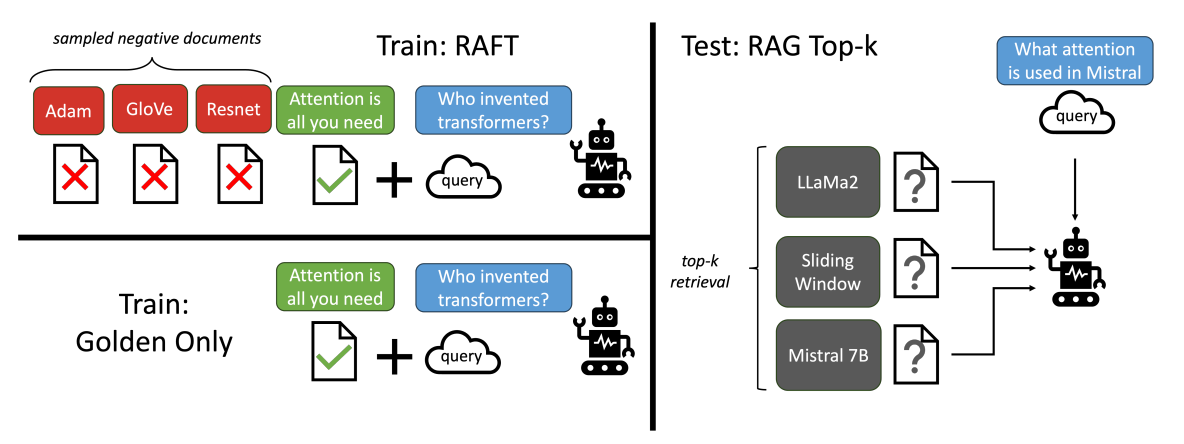 sampled negative documents
Train: RAFT
Adam
GloVe
Resnet
Attention is
all you need
Who invented
transformers?
query
Train:
Golden Only
Attention is
all you need
Who invented
transformers?
query
Test: RAG Top-k
What attention
is used in Mistral
query
top-k
retrieval
LLaMa2
?
Sliding
Window
?
Mistral 7B
?